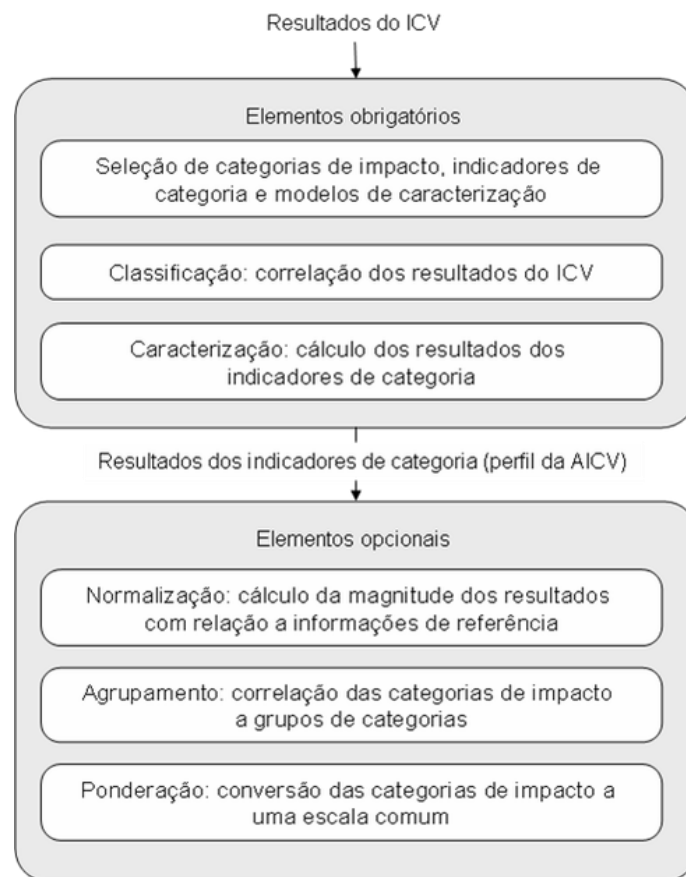 Resultados do ICV
Elementos obrigatórios
Seleção de categorias de impacto, indicadores de
categoria e modelos de caracterização
Classificação: correlação dos resultados do ICV
Caracterização: cálculo dos resultados dos
indicadores de categoria
Resultados dos indicadores de categoria (perfil da AICV)
Elementos opcionais
Normalização: cálculo da magnitude dos resultados
com relação a informações de referência
Agrupamento: correlação das categorias de impacto
a grupos de categorias
Ponderação: conversão das categorias de impacto a
uma escala comum